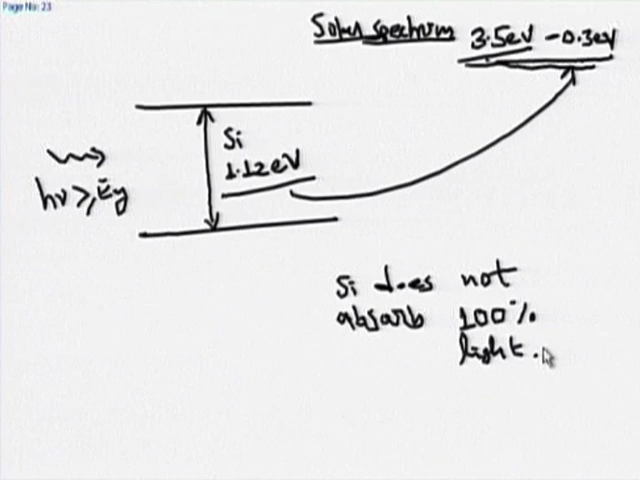 Page No: 23
Solar spectrum 3.5eV - 0.3eV
Si
1.12eV
hν ≥ Eg
Si does not
absarb 100%
light.